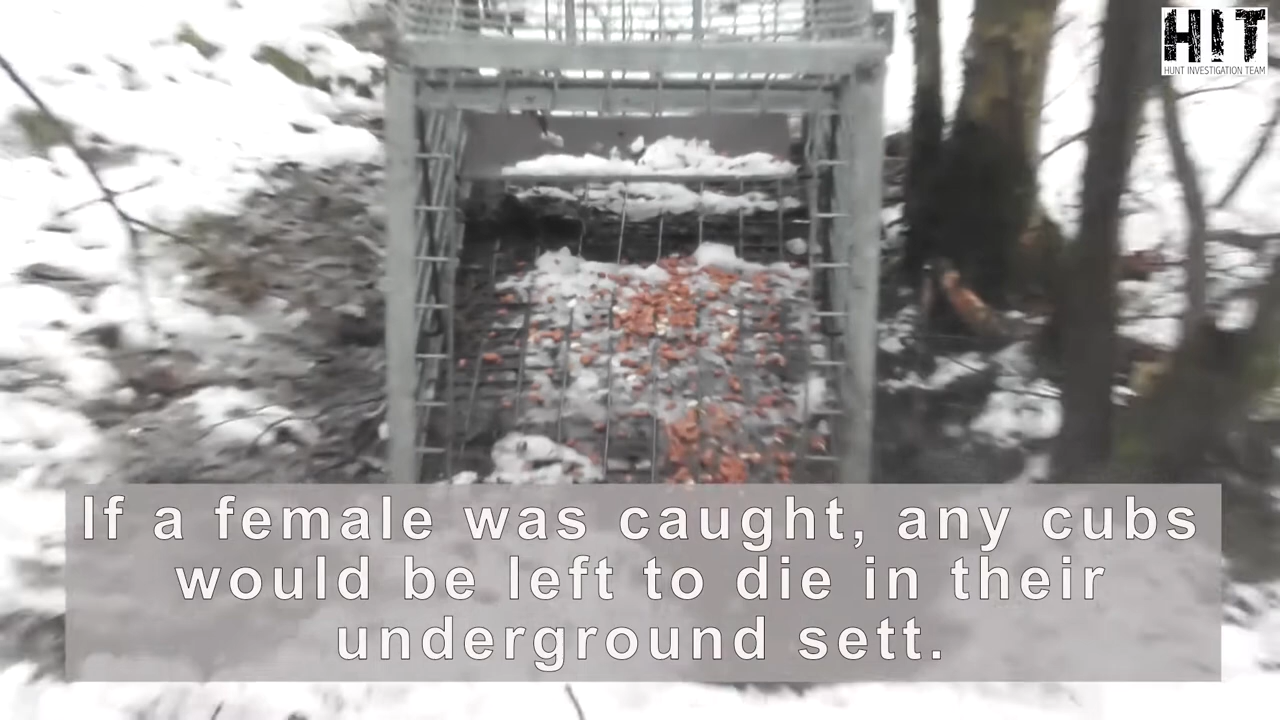 HIT
HUNT INVESTIGATION TEAM
If a female was caught, any cubs
would be left to die in their
underground sett.